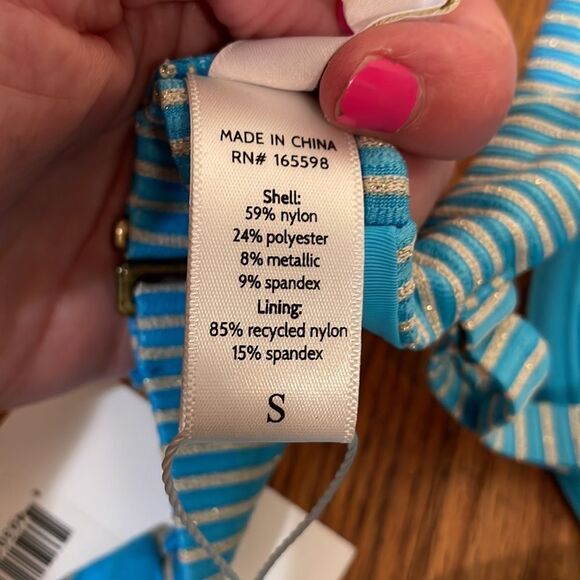 MADE IN CHINA
RN# 165598
Shell:
59% nylon
24% polyester
8% metallic
9% spandex
Lining:
85% recycled nylon
15% spandex
S